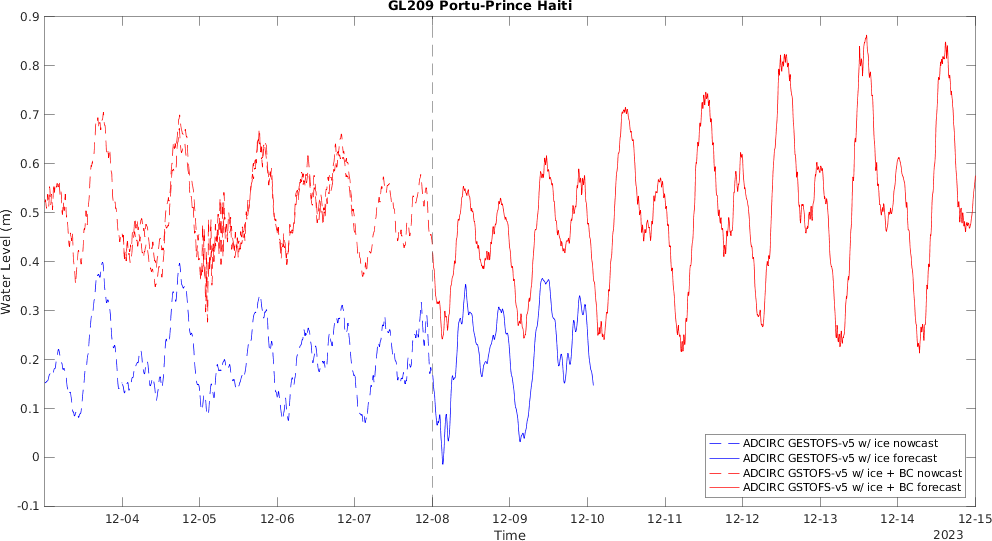 GL209 Portu-Prince Haiti
0.9
0.8
0.7
0.6
0.5
0.4
0.3
0.2
0.1
0
-0.1
Water Level (m)
ADCIRC GESTOFS-v5 w/ ice nowcast
ADCIRC GESTOFS-v5 w/ ice forecast
ADCIRC GSTOFS-v5 w/ ice + BC nowcast
ADCIRC GSTOFS-v5 w/ ice + BC forecast
12-04 12-05 12-06 12-07 12-08 12-09 12-10 12-11 12-12 12-13 12-14 12-15
Time
2023